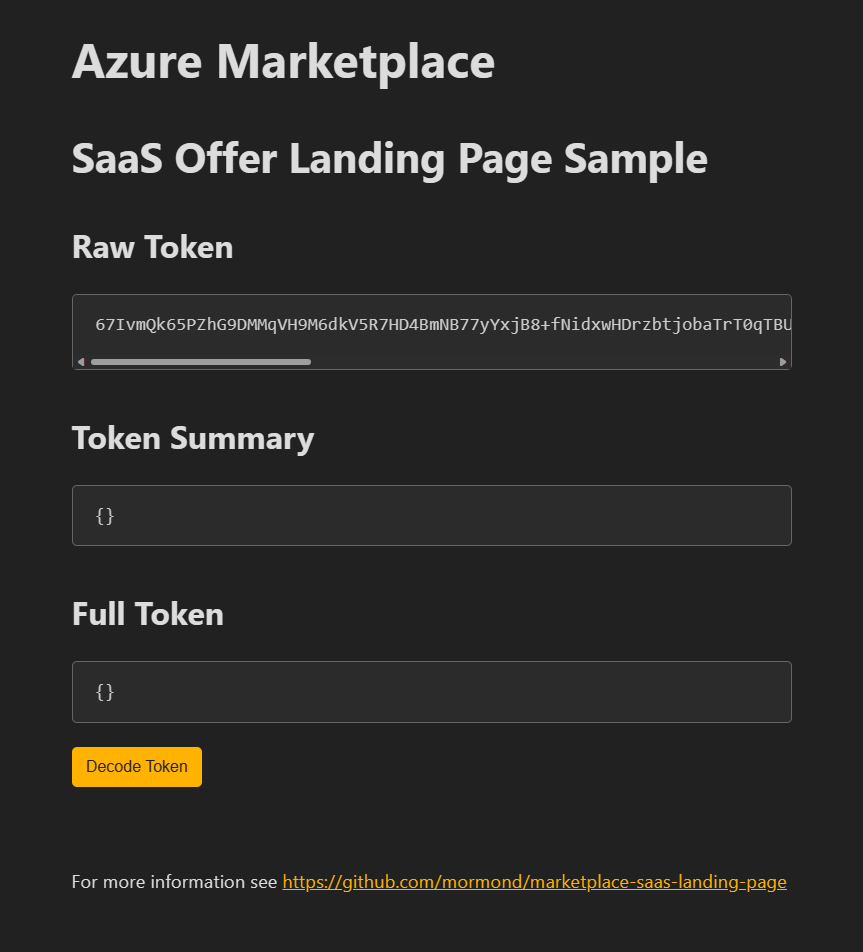 Azure Marketplace
SaaS Offer Landing Page Sample
Raw Token
67IvmQk65PZhG9DMMqVH9M6dkV5R7HD4BmNB77yYxjB8+fNidxwHDrzbtjobaTrT0qTBU
Token Summary
{}
Full Token
{}
Decode Token
For more information see https://github.com/mormond/marketplace-saas-landing-page